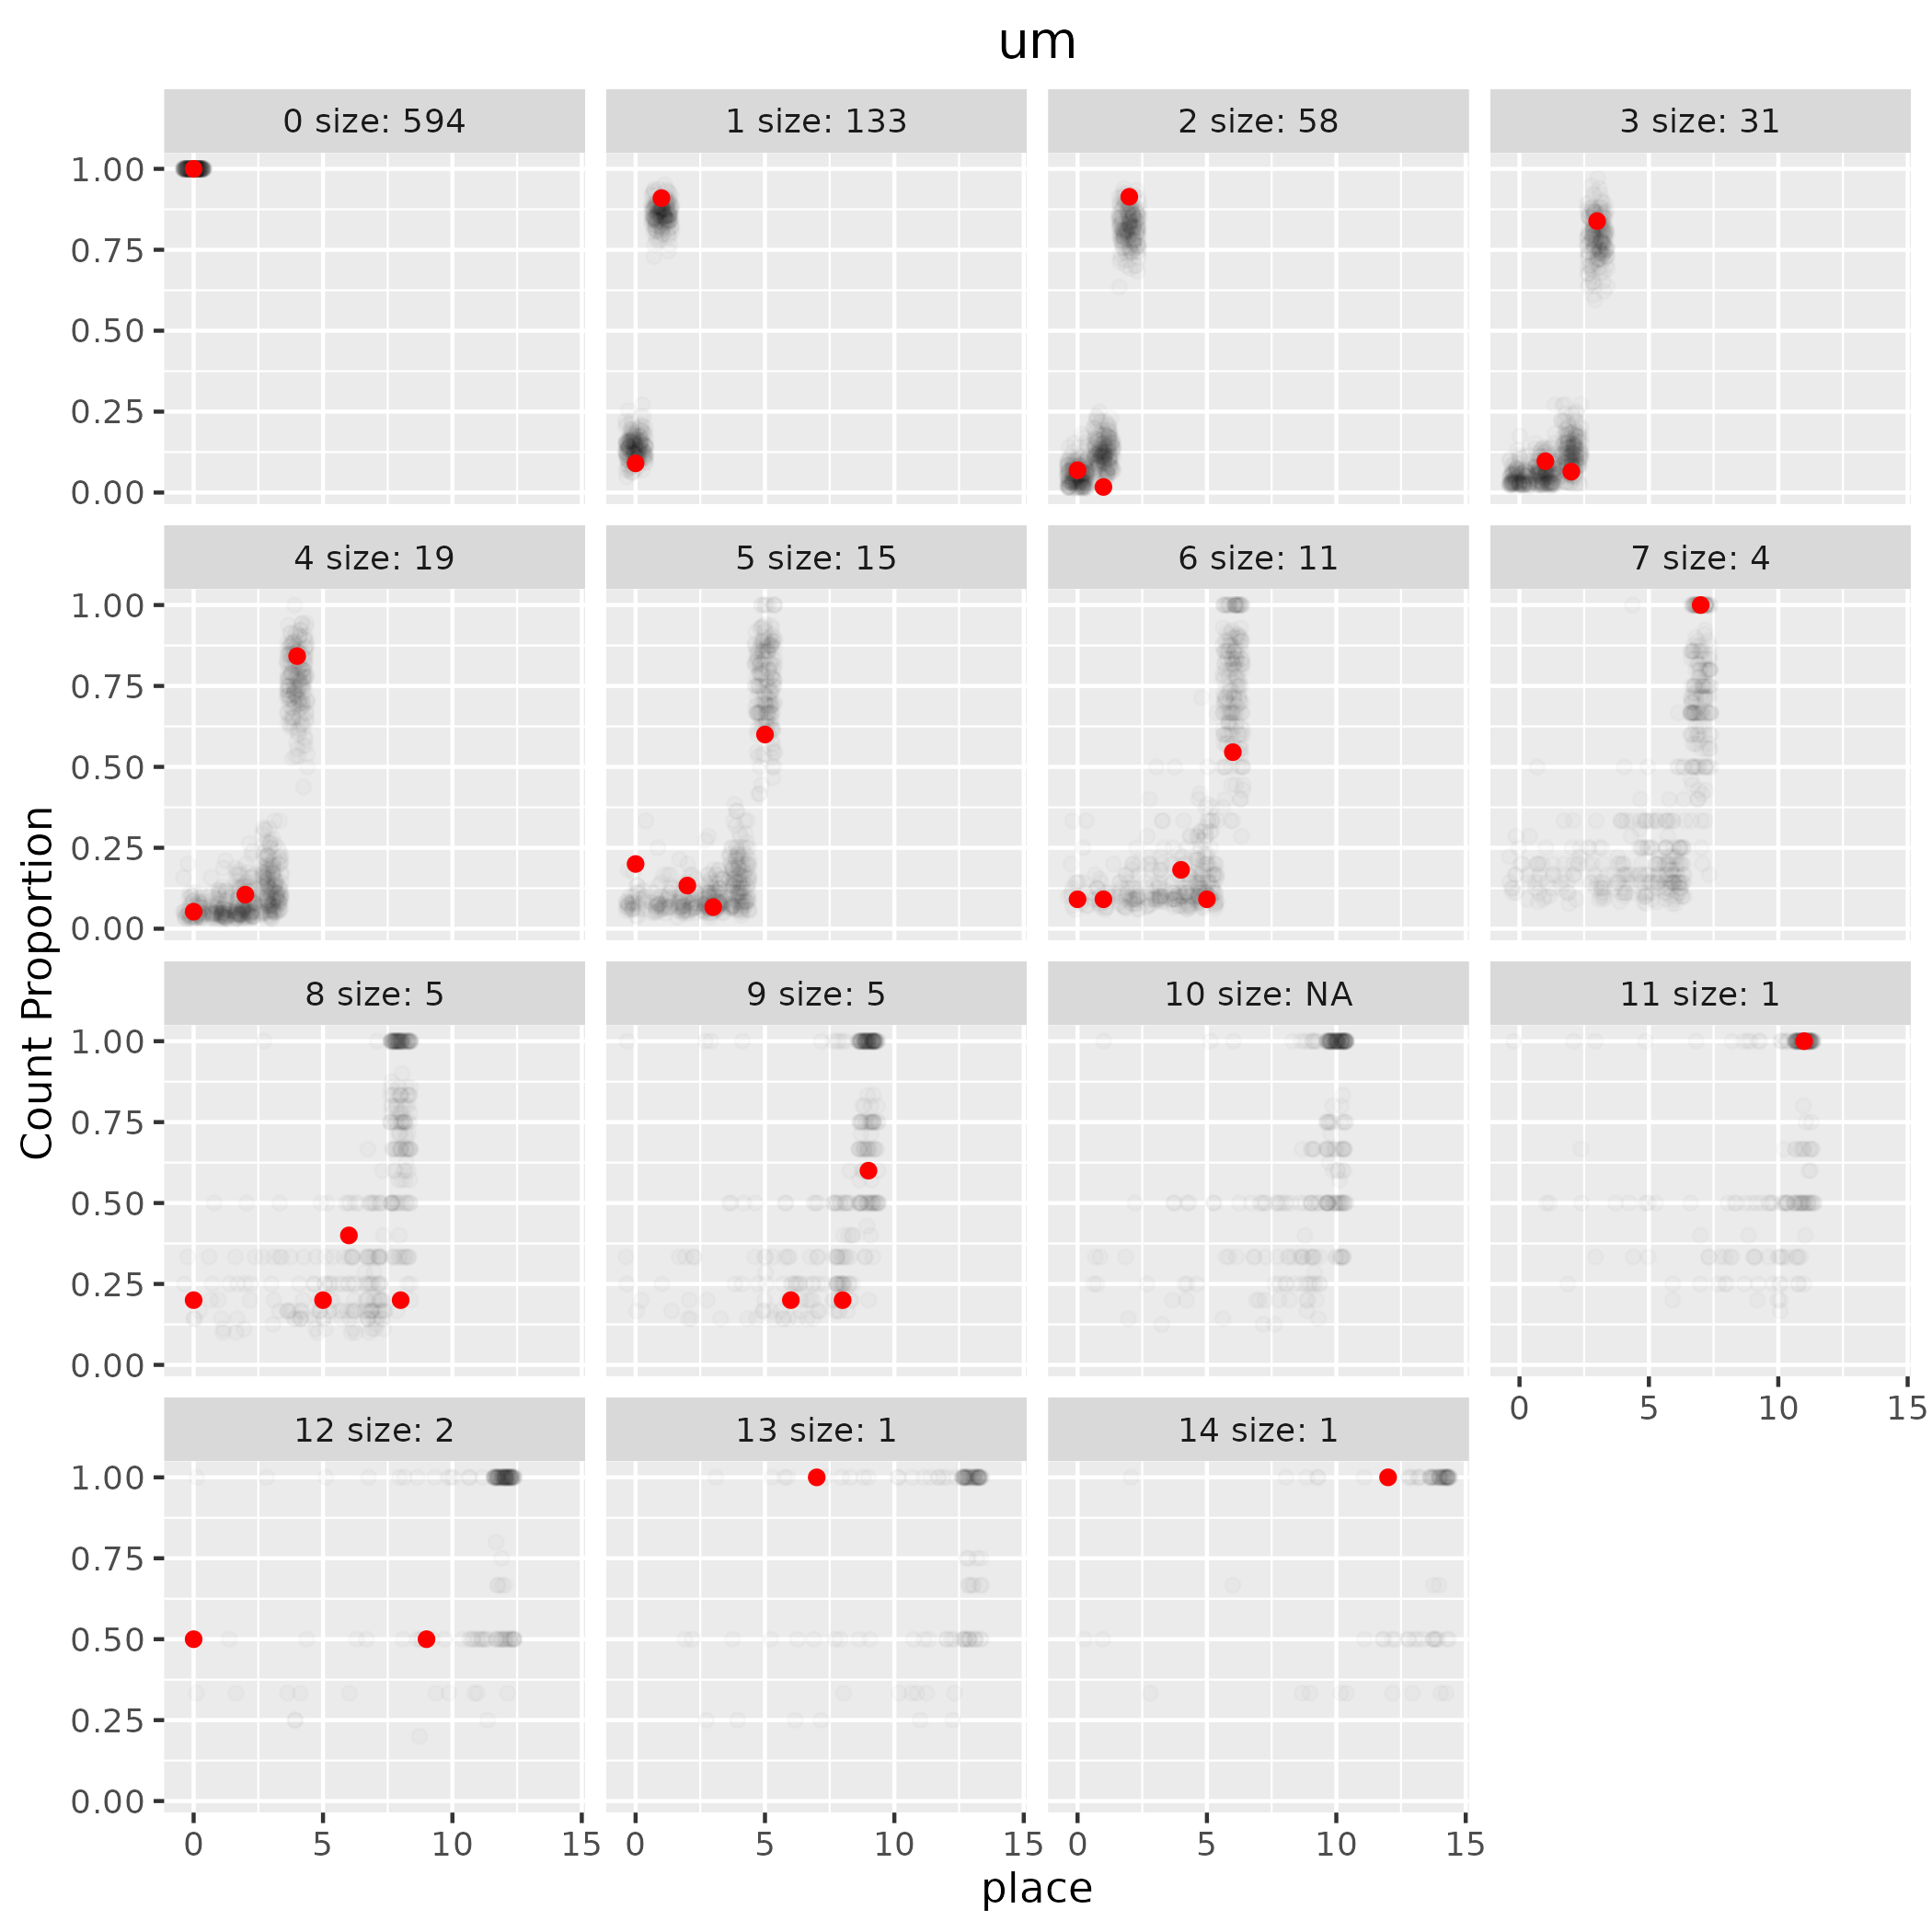 um
0 size: 594
1 size: 133
2 size: 58
3 size: 31
1.00
0.75
0.50
0.25
0.00
4 size: 19
5 size: 15
6 size: 11
7 size: 4
1.00
0.75
0.50
0.25
0.00
Count Proportion
8 size: 5
9 size: 5
10 size: NA
11 size: 1
1.00
0.75
0.50
0.25
0.00
0 5 10 15
12 size: 2
13 size: 1
14 size: 1
1.00
0.75
0.50
0.25
0.00
0 5 10 15
0 5 10 15
0 5 10 15
place